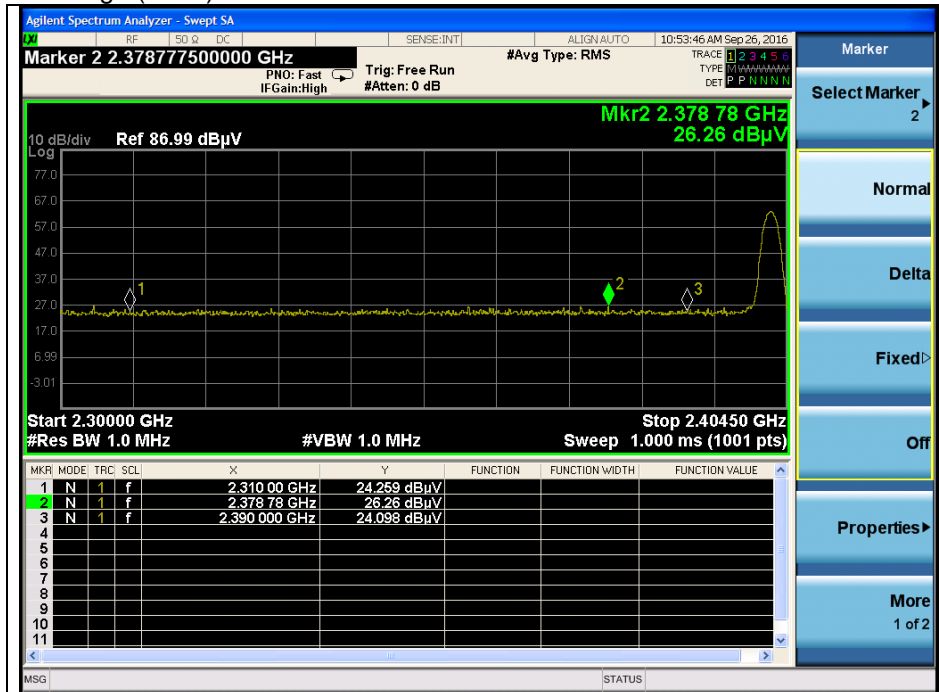 Agilent Spectrum Analyzer - Swept SA
LXI RF 50 Ω DC SENSE:INT ALIGN AUTO 10:53:46 AM Sep 26, 2016
Marker 2 2.378777500000 GHz
PNO: Fast
IFGain:High
Trig: Free Run
#Atten: 0 dB
#Avg Type: RMS
TRACE 1 2 3 4 5 6
TYPE M WWWWW
DET P P N N N N
Mkr2 2.378 78 GHz
26.26 dBµV
10 dB/div Ref 86.99 dBµV
Log
77.0
67.0
57.0
47.0
37.0
27.0
17.0
6.99
-3.01
1
2
3
Start 2.30000 GHz Stop 2.40450 GHz
#Res BW 1.0 MHz #VBW 1.0 MHz Sweep 1.000 ms (1001 pts)
MKR MODE TRC SCL X Y FUNCTION FUNCTION WIDTH FUNCTION VALUE
1 N 1 f 2.310 00 GHz 24.259 dBµV
2 N 1 f 2.378 78 GHz 26.26 dBµV
3 N 1 f 2.390 000 GHz 24.098 dBµV
4
5
6
7
8
9
10
11
MSG STATUS
Marker
Select Marker
2
Normal
Delta
Fixed
Off
Properties
More
1 of 2